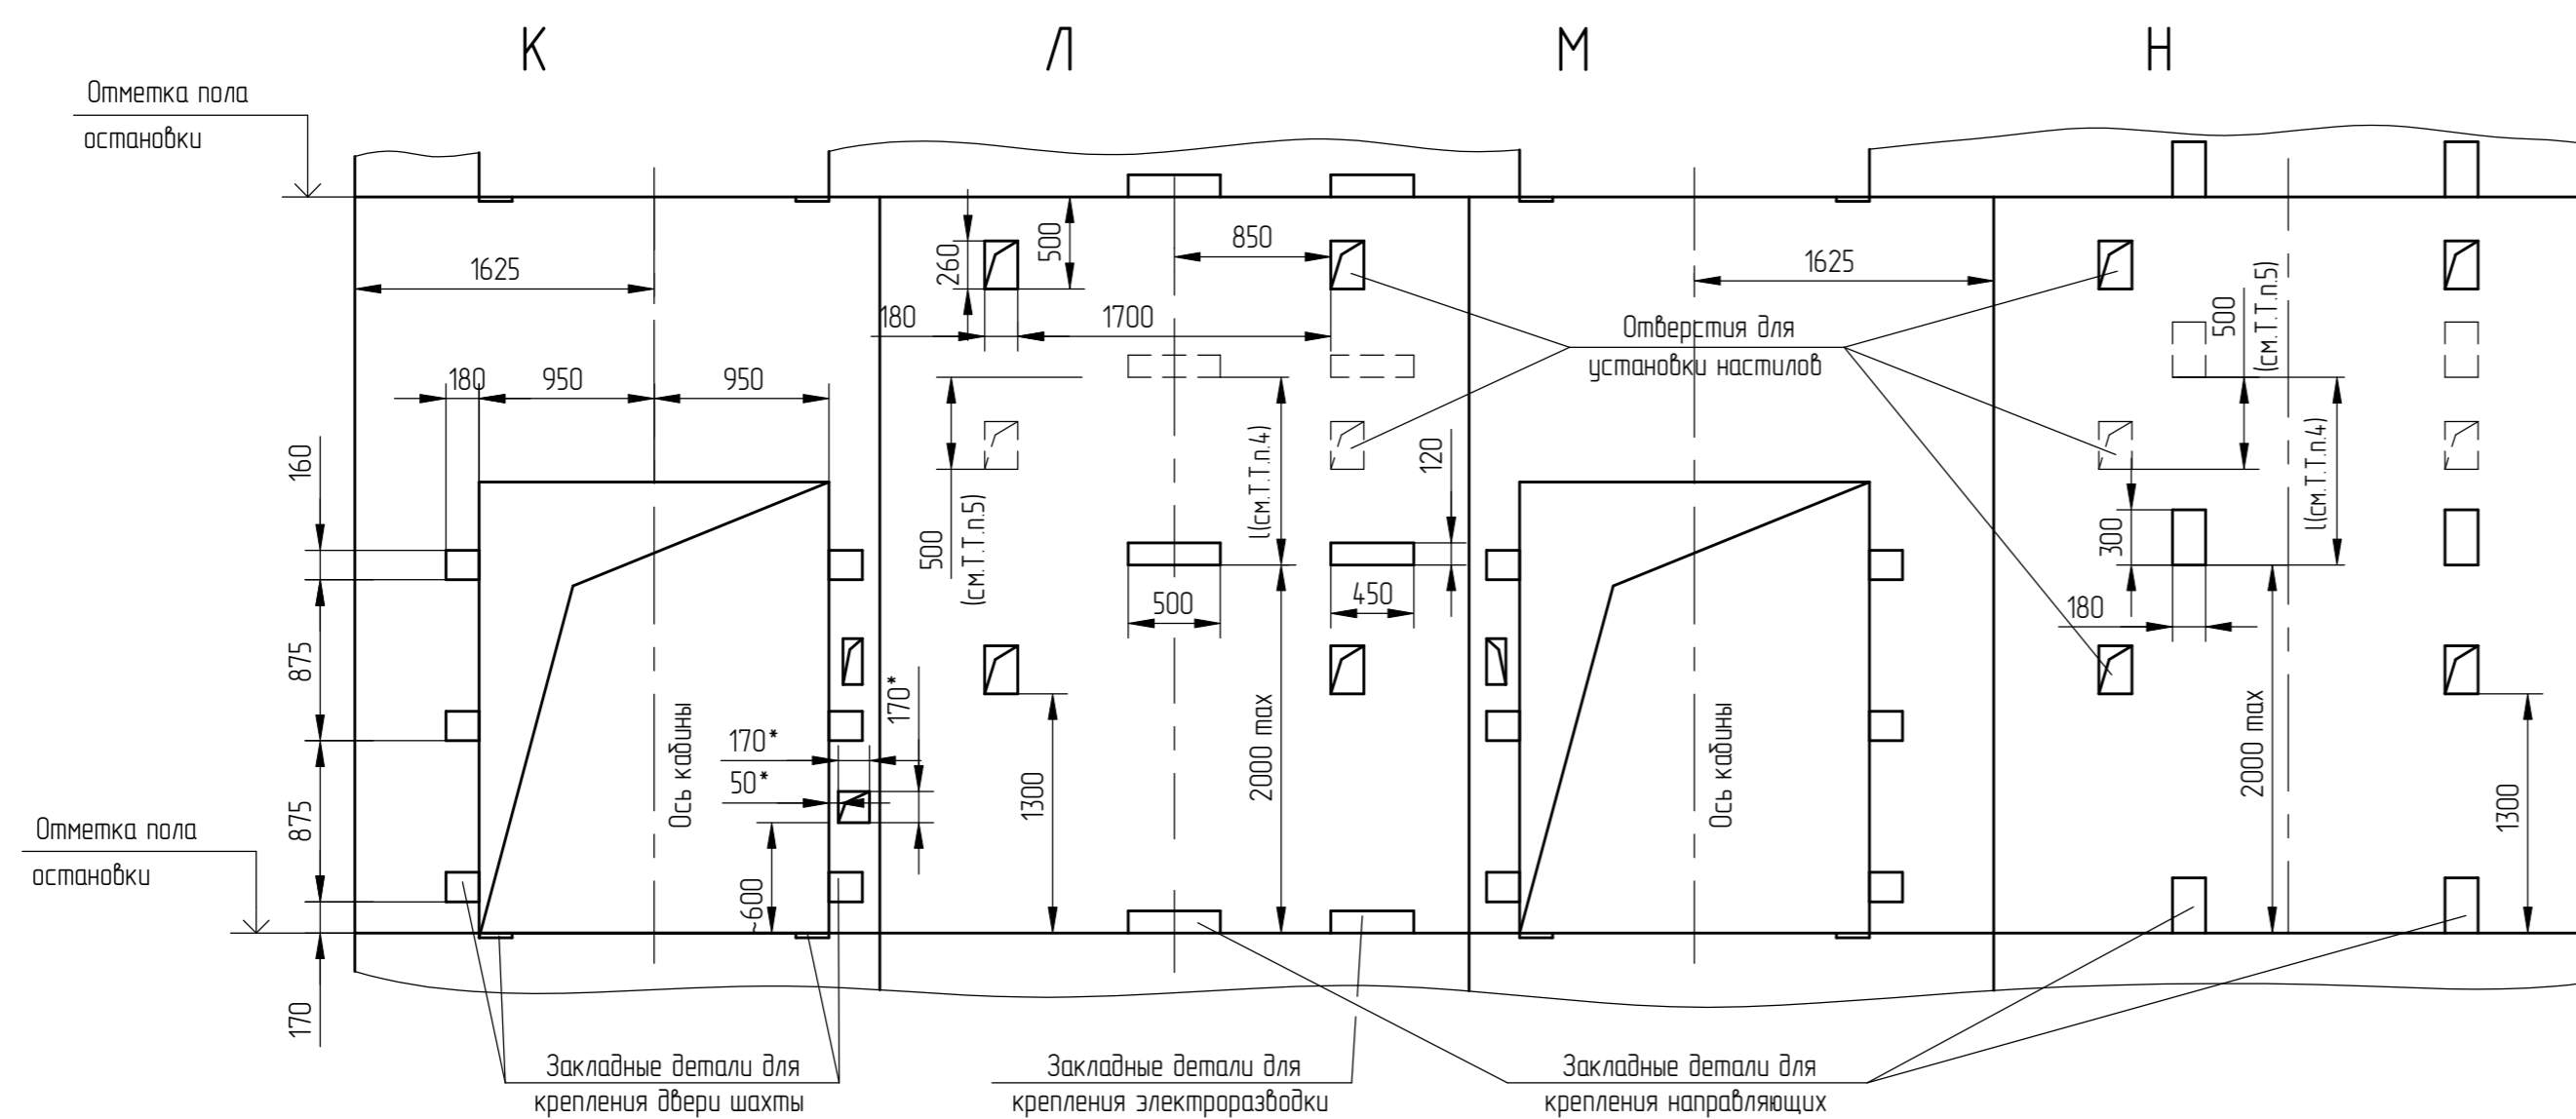 К
Л
М
Н
Отметка пола
остановки
1625
260
500
850
1625
180
1700
Отверстия для
установки настилов
500
(см.Т.Т.п.5)
180
950
950
160
500
(см.Т.Т.п.5)
l(см.Т.Т.п.4)
120
l(см.Т.Т.п.4)
300
500
450
180
875
170*
170*
50*
Ось кабины
1300
2000 max
Ось кабины
2000 max
1300
875
Отметка пола
остановки
~600
170
Закладные детали для
крепления двери шахты
Закладные детали для
крепления электроразводки
Закладные детали для
крепления направляющих